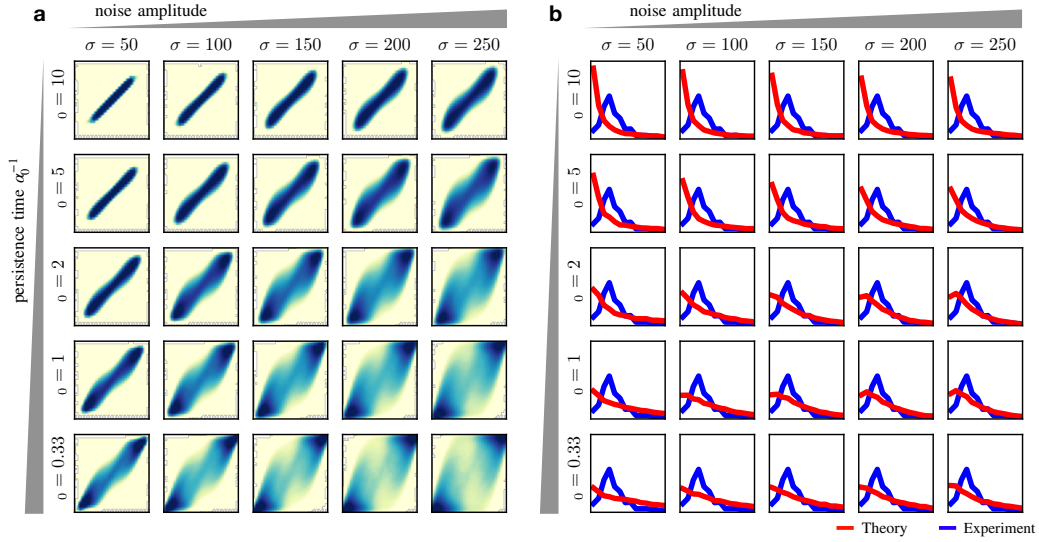 a
noise amplitude
σ = 50
σ = 100
σ = 150
σ = 200
σ = 250
persistence time α₀⁻¹
₀ = 10
₀ = 5
₀ = 2
₀ = 1
₀ = 0.33
b
noise amplitude
σ = 50
σ = 100
σ = 150
σ = 200
σ = 250
₀ = 10
₀ = 5
₀ = 2
₀ = 1
₀ = 0.33
Theory
Experiment